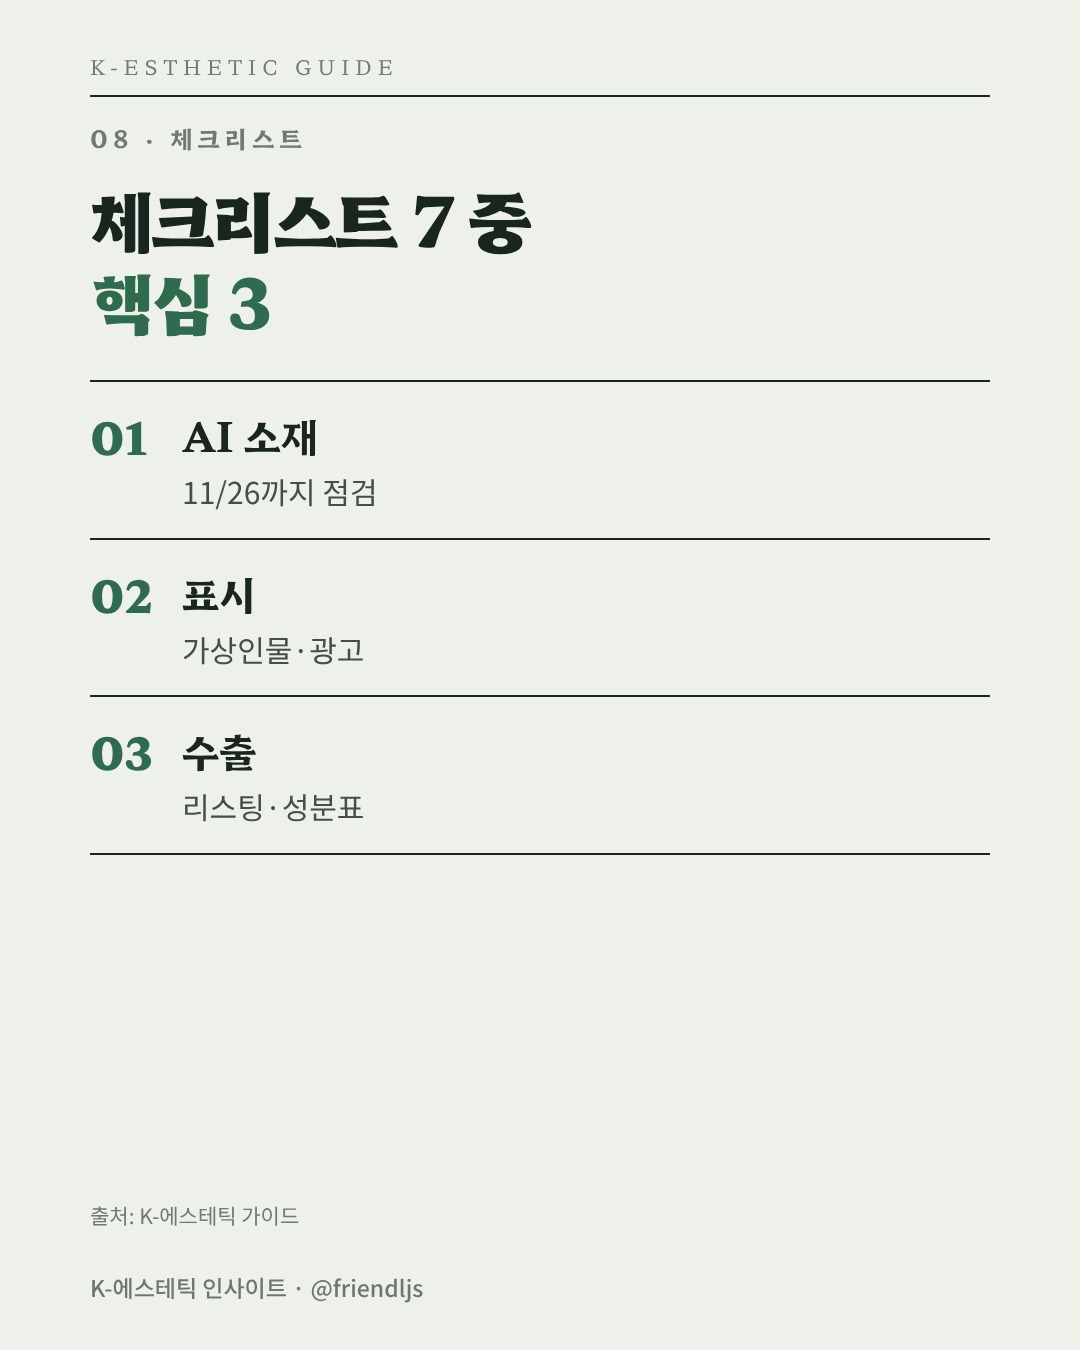 K-ESTHETIC GUIDE
08 · 체크리스트
체크리스트 7 중
핵심 3
01 AI 소재
11/26까지 점검
02 표시
가상인물·광고
03 수출
리스팅·성분표
출처: K-에스테틱 가이드
K-에스테틱 인사이트 · @friendljs